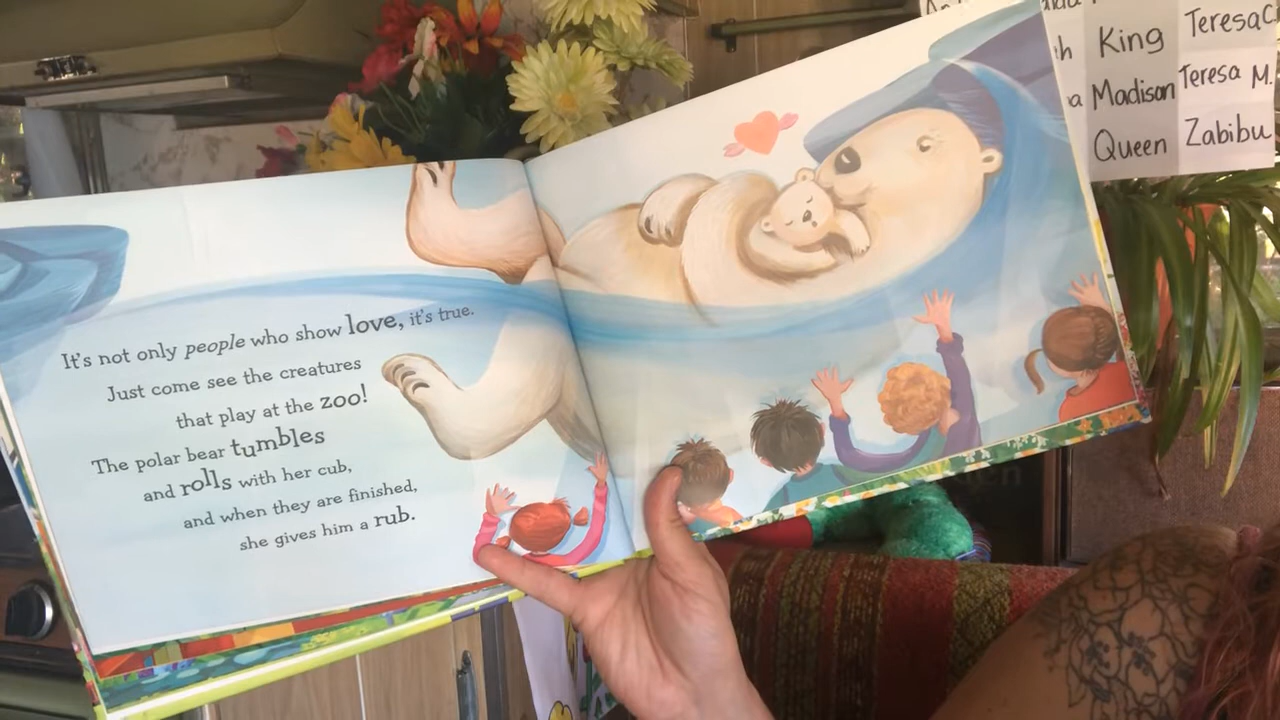 It's not only people who show love, it's true.
Just come see the creatures
that play at the zoo!
The polar bear tumbles
and rolls with her cub,
and when they are finished,
she gives him a rub.
King
Teresa C
Madison
Teresa M.
Queen
Zabibu